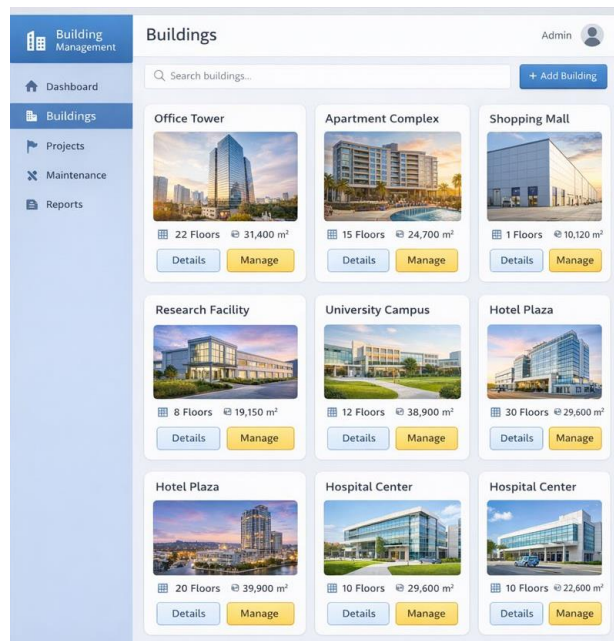 Building
Management
Buildings
Admin
Dashboard
Buildings
Projects
Maintenance
Reports
Search buildings...
+ Add Building
Office Tower
22 Floors 31,400 m²
Details Manage
Apartment Complex
15 Floors 24,700 m²
Details Manage
Shopping Mall
1 Floors 10,120 m²
Details Manage
Research Facility
8 Floors 19,150 m²
Details Manage
University Campus
12 Floors 38,900 m²
Details Manage
Hotel Plaza
30 Floors 29,600 m²
Details Manage
Hotel Plaza
20 Floors 39,900 m²
Details Manage
Hospital Center
10 Floors 29,600 m²
Details Manage
Hospital Center
10 Floors 22,600 m²
Details Manage